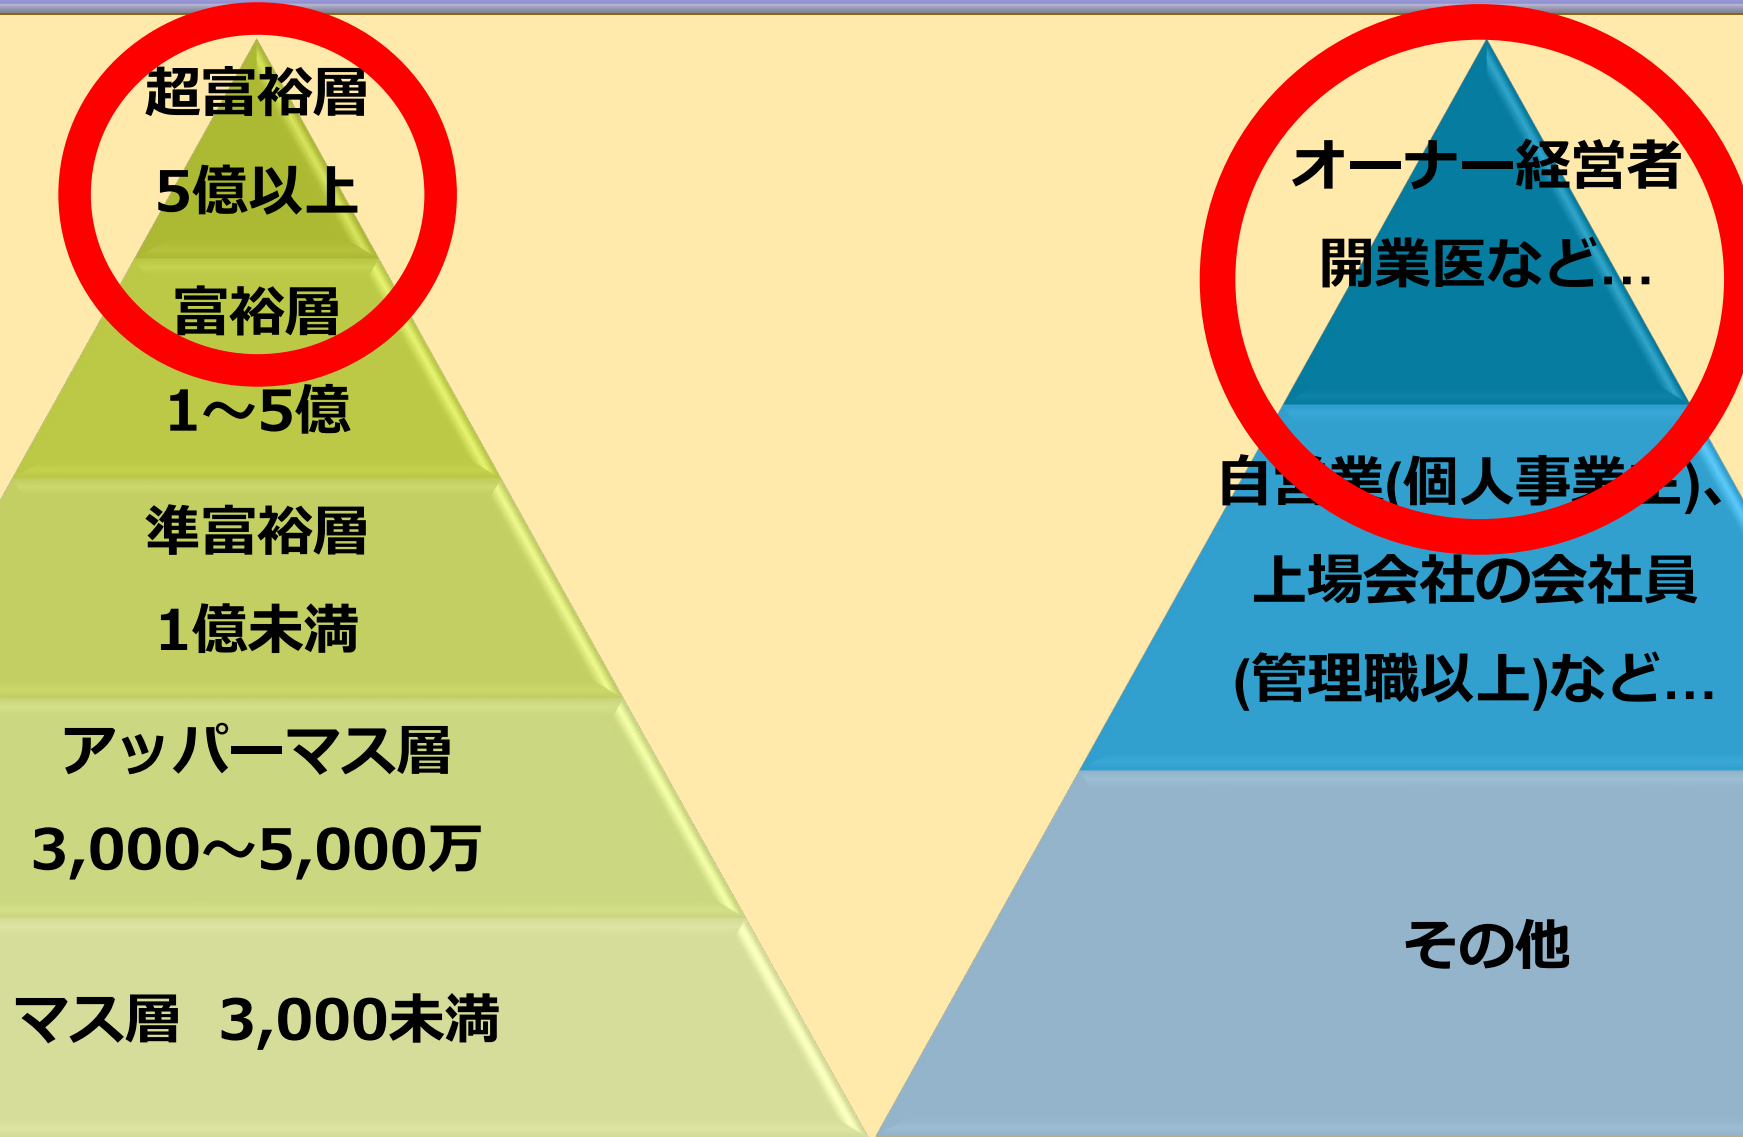 超富裕層
5億以上
富裕層
1～5億
準富裕層
1億未満
アッパーマス層
3,000～5,000万
マス層 3,000未満
オーナー経営者
開業医など…
自営業(個人事業主)、
上場会社の会社員
(管理職以上)など…
その他